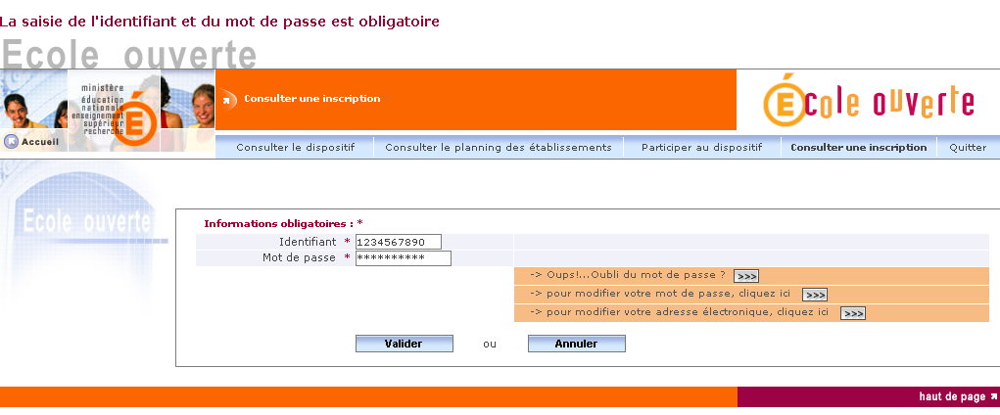 La saisie de l'identifiant et du mot de passe est obligatoire
Ecole ouverte
ministère
éducation
nationale
enseignement
supérieur
recherche
Accueil
Consulter une inscription
école ouverte
Consulter le dispositif
Consulter le planning des établissements
Participer au dispositif
Consulter une inscription
Quitter
Ecole ouverte
Informations obligatoires : *
Identifiant * 1234567890
Mot de passe * **********
-> Oups!...Oubli du mot de passe ? >>>
-> pour modifier votre mot de passe, cliquez ici >>>
-> pour modifier votre adresse électronique, cliquez ici >>>
Valider ou Annuler
haut de page